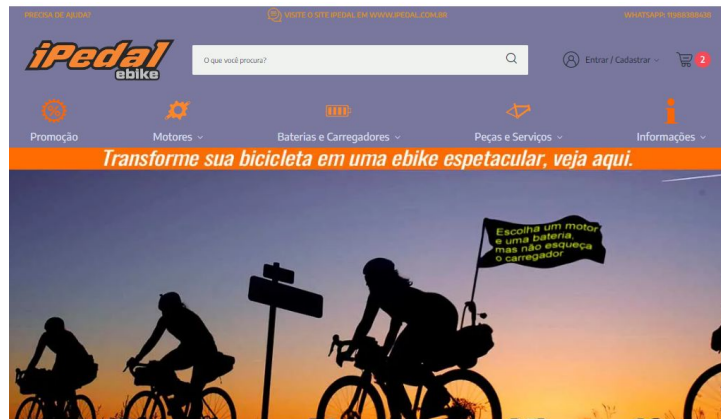 PRECISA DE AJUDA?
VISITE O SITE IPEDAL EM WWW.IPEDAL.COM.BR
iPedal
ebike
O que você procura?
Entrar / Cadastrar
2
Promoção
Motores
Baterias e Carregadores
Peças e Serviços
Informações
Transforme sua bicicleta em uma ebike espetacular, veja aqui.
Escolha um motor
e uma bateria,
mas não esqueça
o carregador